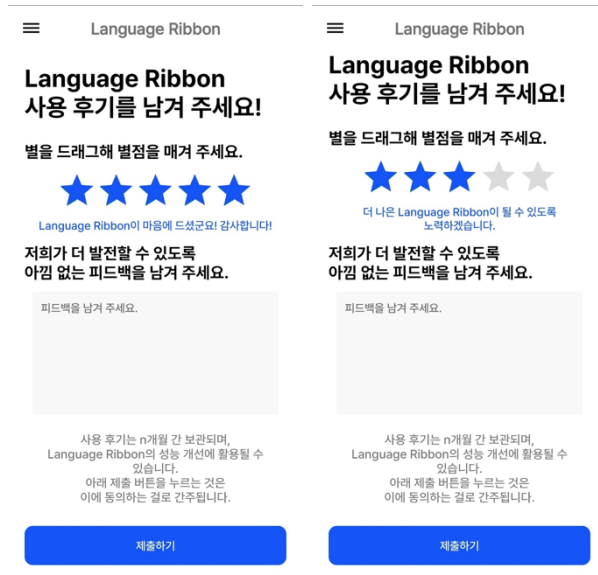 Language Ribbon
Language Ribbon
사용 후기를 남겨 주세요!
별을 드래그해 별점을 매겨 주세요.
Language Ribbon이 마음에 드셨군요! 감사합니다!
저희가 더 발전할 수 있도록
아낌 없는 피드백을 남겨 주세요.
피드백을 남겨 주세요.
사용 후기는 n개월 간 보관되며,
Language Ribbon의 성능 개선에 활용될 수
있습니다.
아래 제출 버튼을 누르는 것은
이에 동의하는 걸로 간주됩니다.
제출하기
Language Ribbon
Language Ribbon
사용 후기를 남겨 주세요!
별을 드래그해 별점을 매겨 주세요.
더 나은 Language Ribbon이 될 수 있도록
노력하겠습니다.
저희가 더 발전할 수 있도록
아낌 없는 피드백을 남겨 주세요.
피드백을 남겨 주세요.
사용 후기는 n개월 간 보관되며,
Language Ribbon의 성능 개선에 활용될 수
있습니다.
아래 제출 버튼을 누르는 것은
이에 동의하는 걸로 간주됩니다.
제출하기